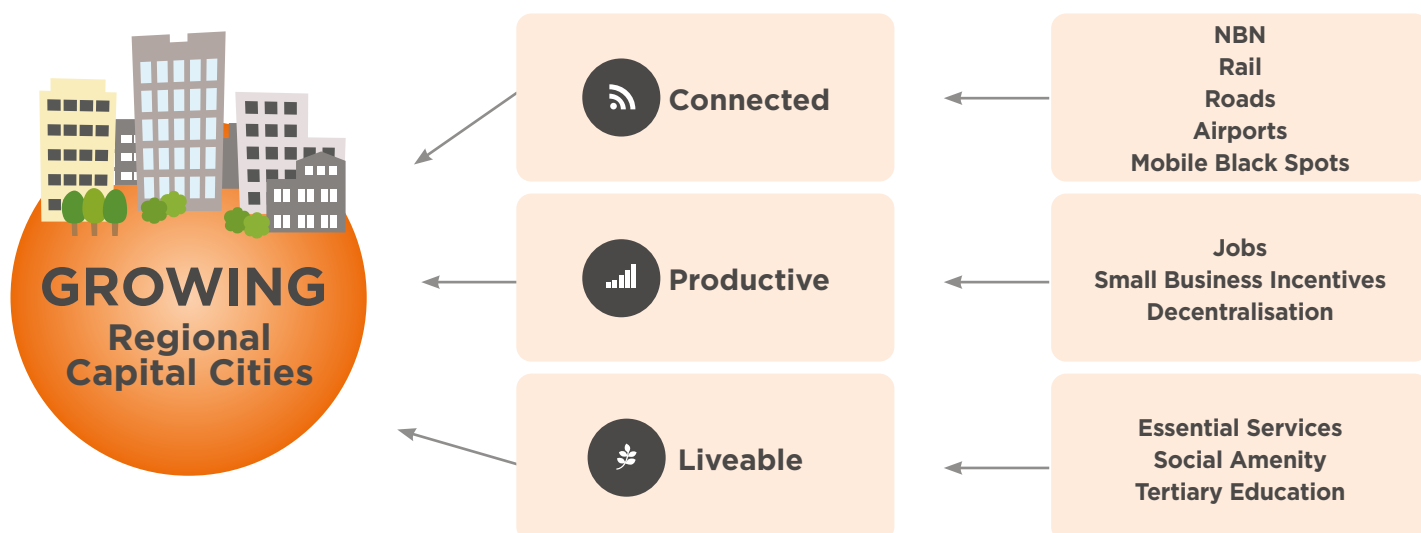 GROWING
Regional
Capital Cities
Connected
NBN
Rail
Roads
Airports
Mobile Black Spots
Productive
Jobs
Small Business Incentives
Decentralisation
Liveable
Essential Services
Social Amenity
Tertiary Education